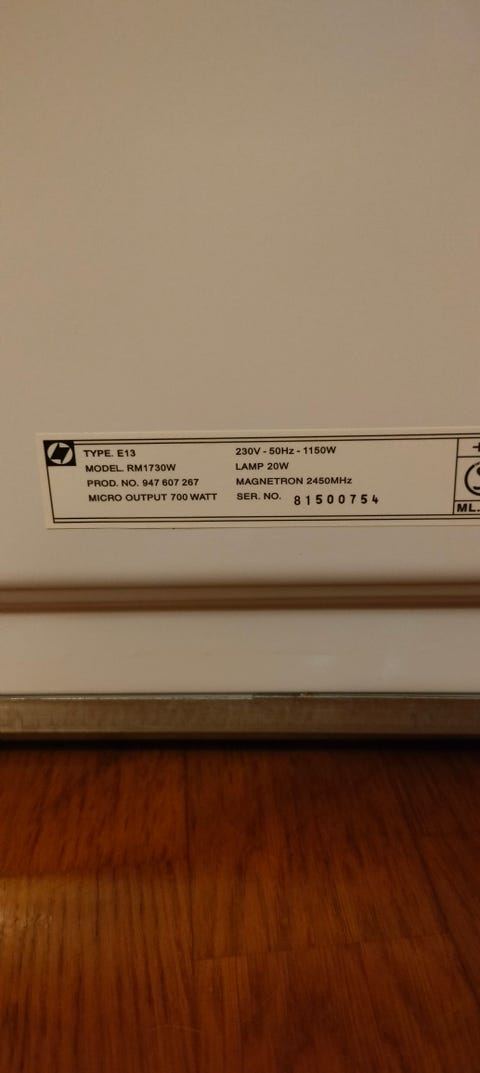 TYPE. E13 230V - 50Hz - 1150W
MODEL. RM1730W LAMP 20W
PROD. NO. 947 607 267 MAGNETRON 2450MHz
MICRO OUTPUT 700 WATT SER. NO. 81500754
ML.